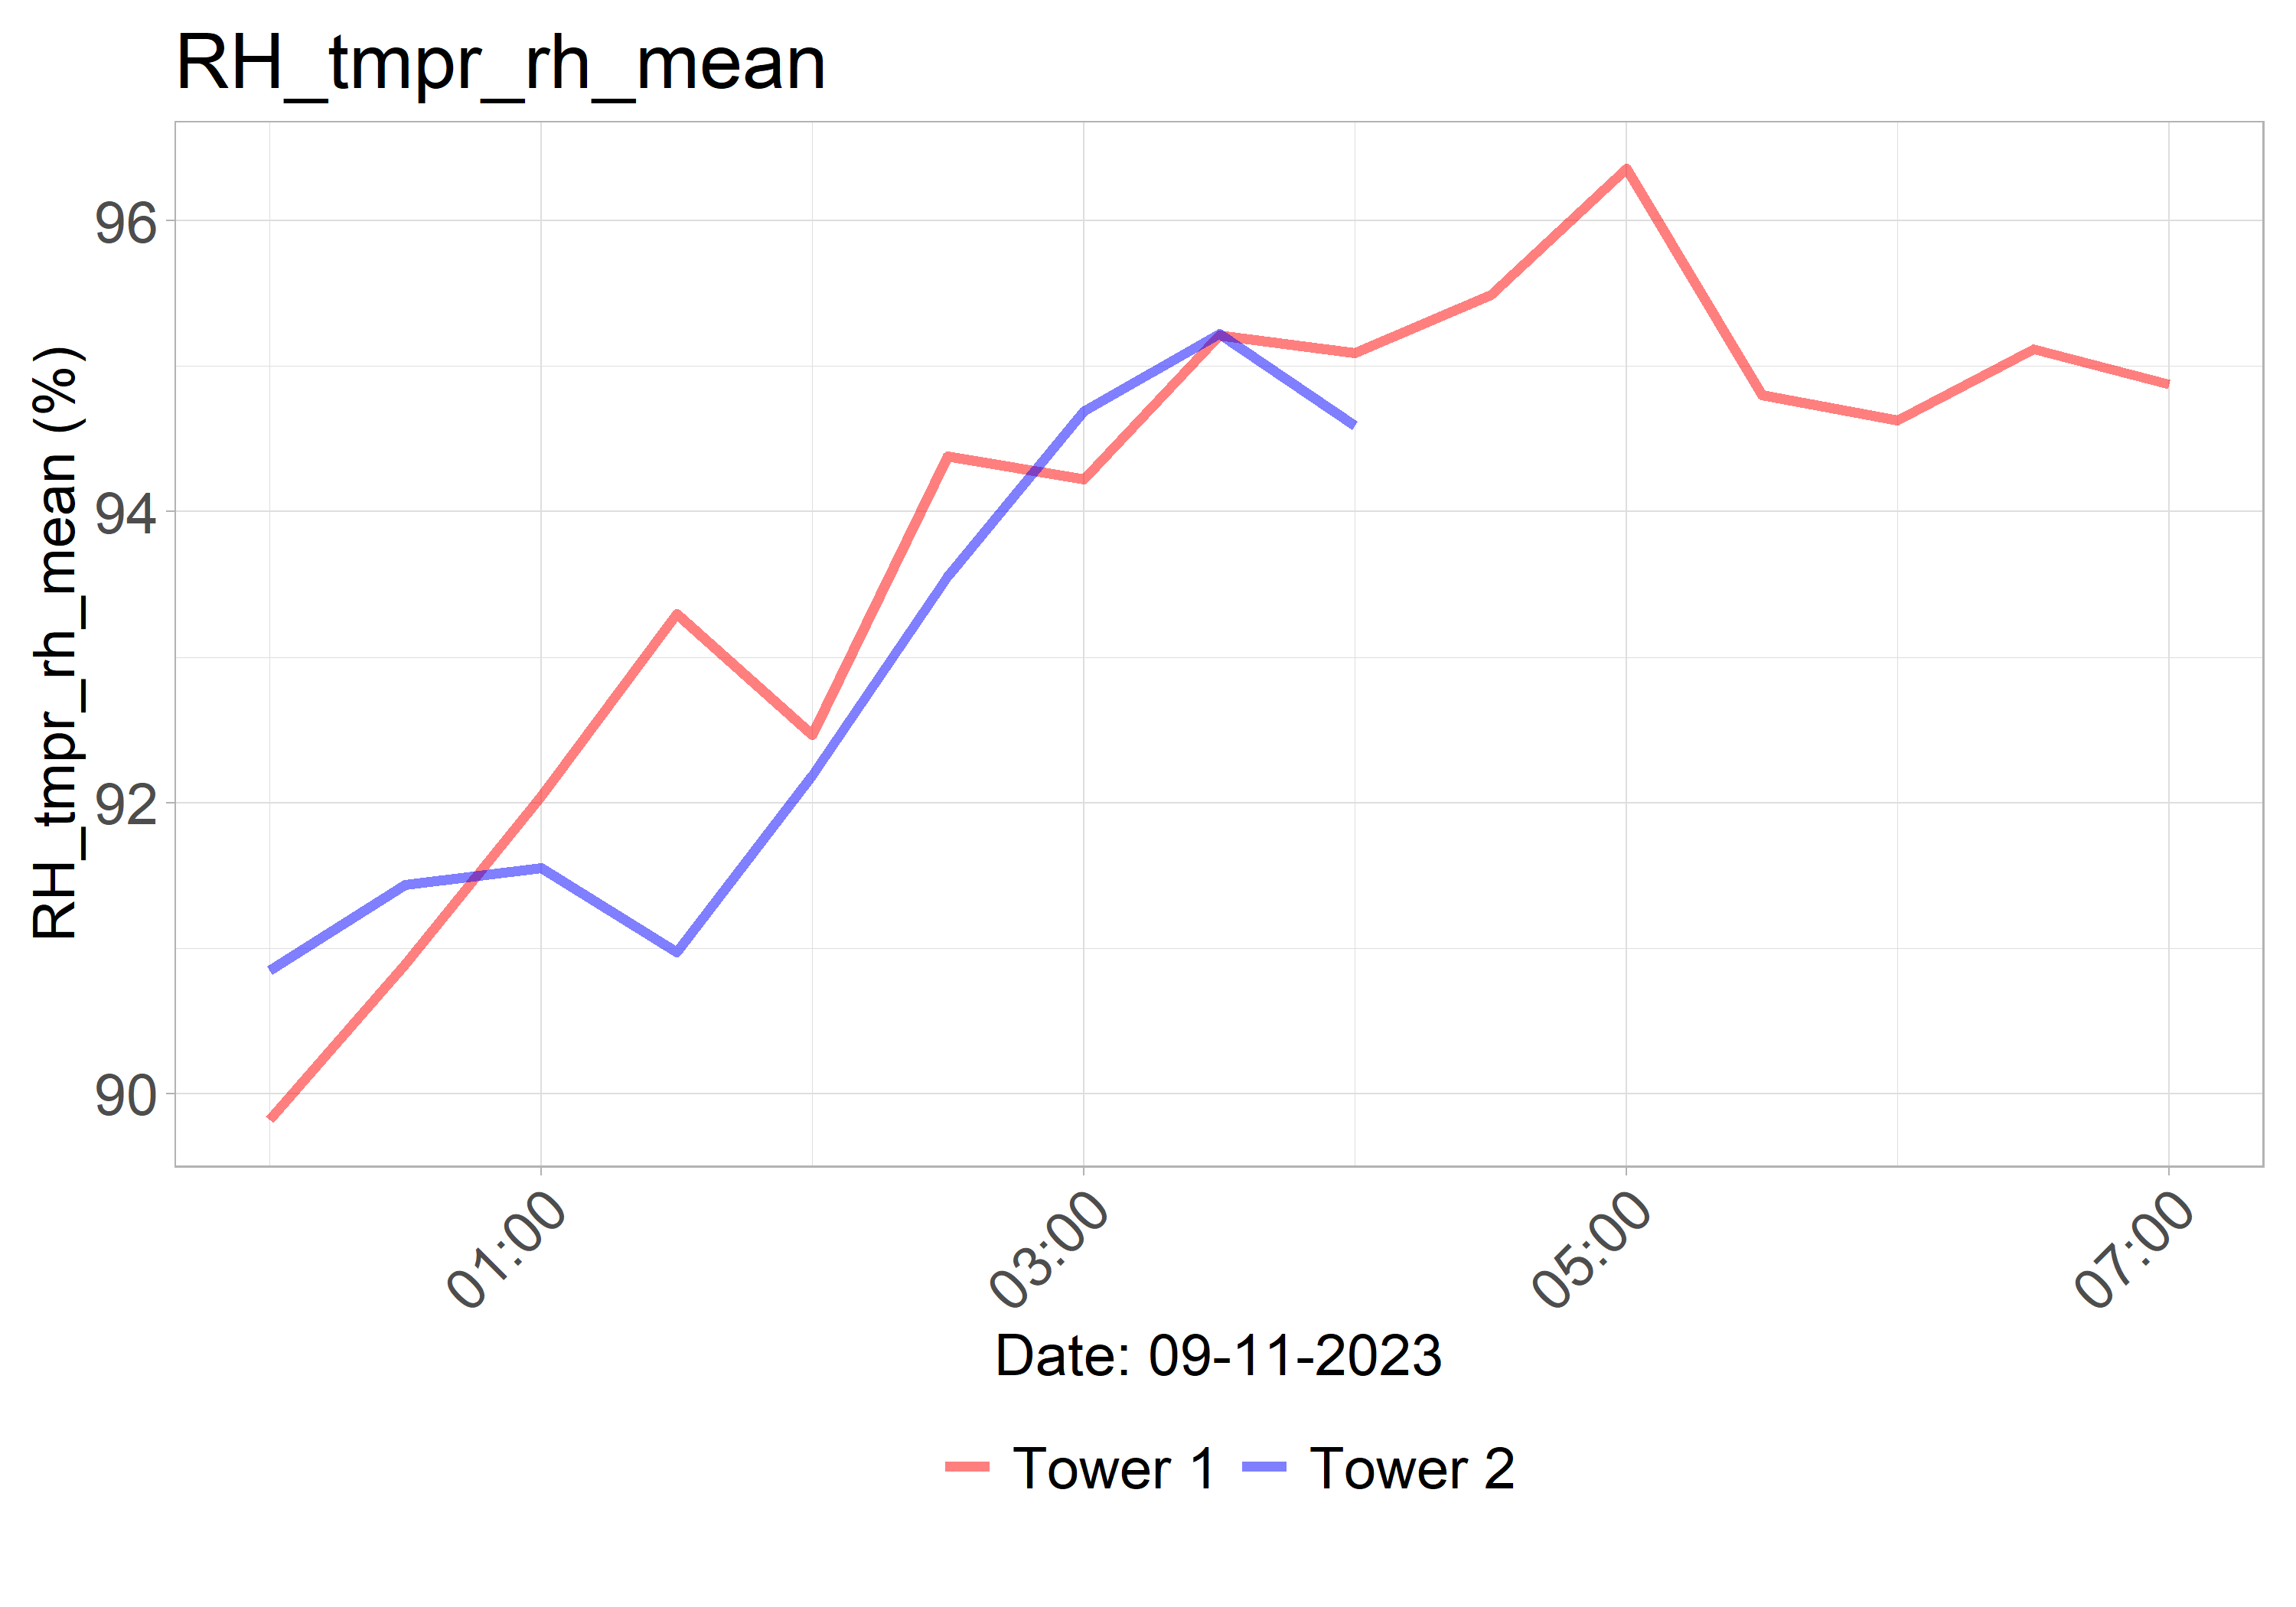 RH_tmpr_rh_mean
RH_tmpr_rh_mean (%)
96
94
92
90
01:00
03:00
05:00
07:00
Date: 09-11-2023
Tower 1
Tower 2